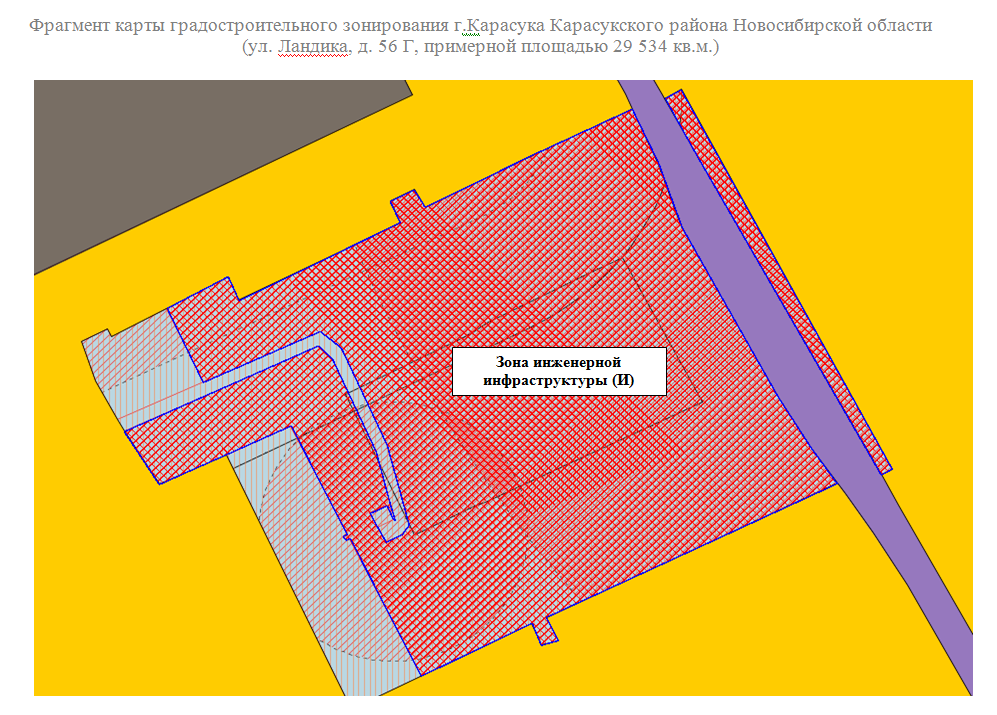 Фрагмент карты градостроительного зонирования г.Карасука Карасукского района Новосибирской области
(ул. Ландика, д. 56 Г, примерной площадью 29 534 кв.м.)
Зона инженерной
инфраструктуры (И)